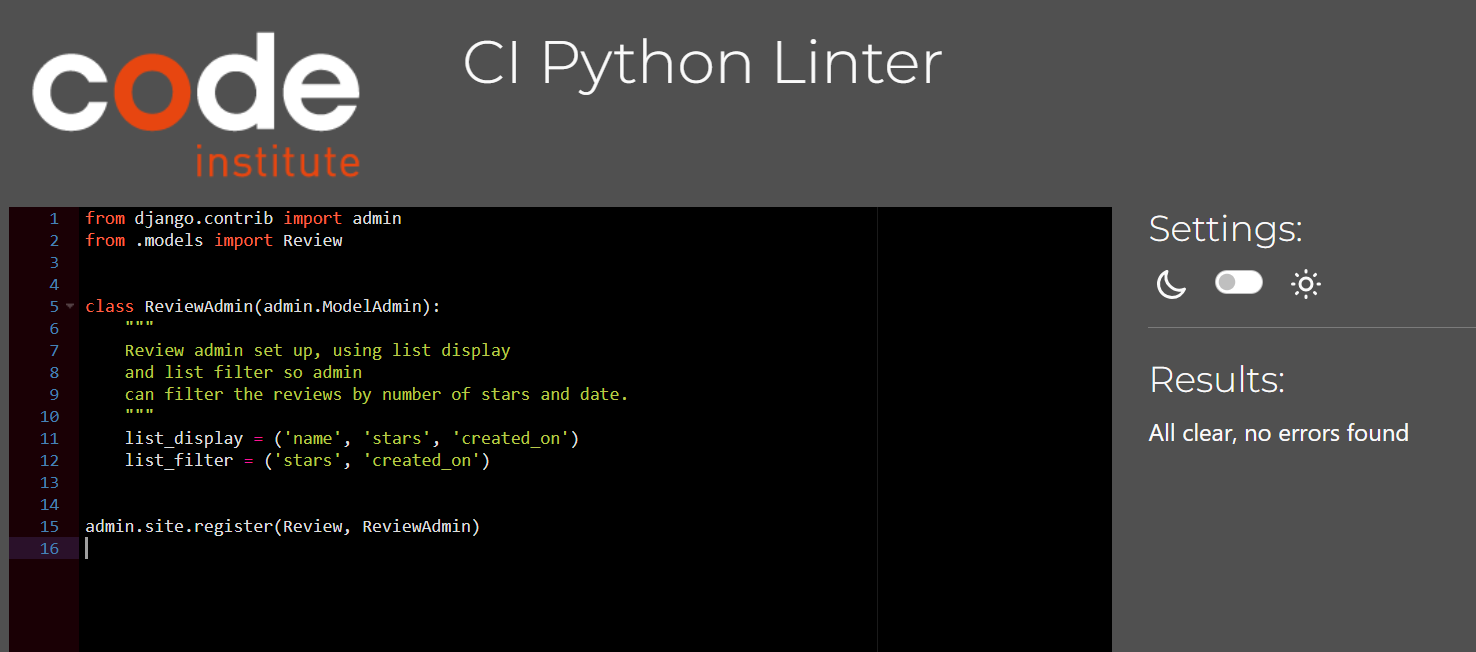 code
institute
CI Python Linter
1 from django.contrib import admin
2 from .models import Review
3
4
5 class ReviewAdmin(admin.ModelAdmin):
6     """
7     Review admin set up, using list display
8     and list filter so admin
9     can filter the reviews by number of stars and date.
10     """
11     list_display = ('name', 'stars', 'created_on')
12     list_filter = ('stars', 'created_on')
13
14
15 admin.site.register(Review, ReviewAdmin)
16
Settings:
Results:
All clear, no errors found